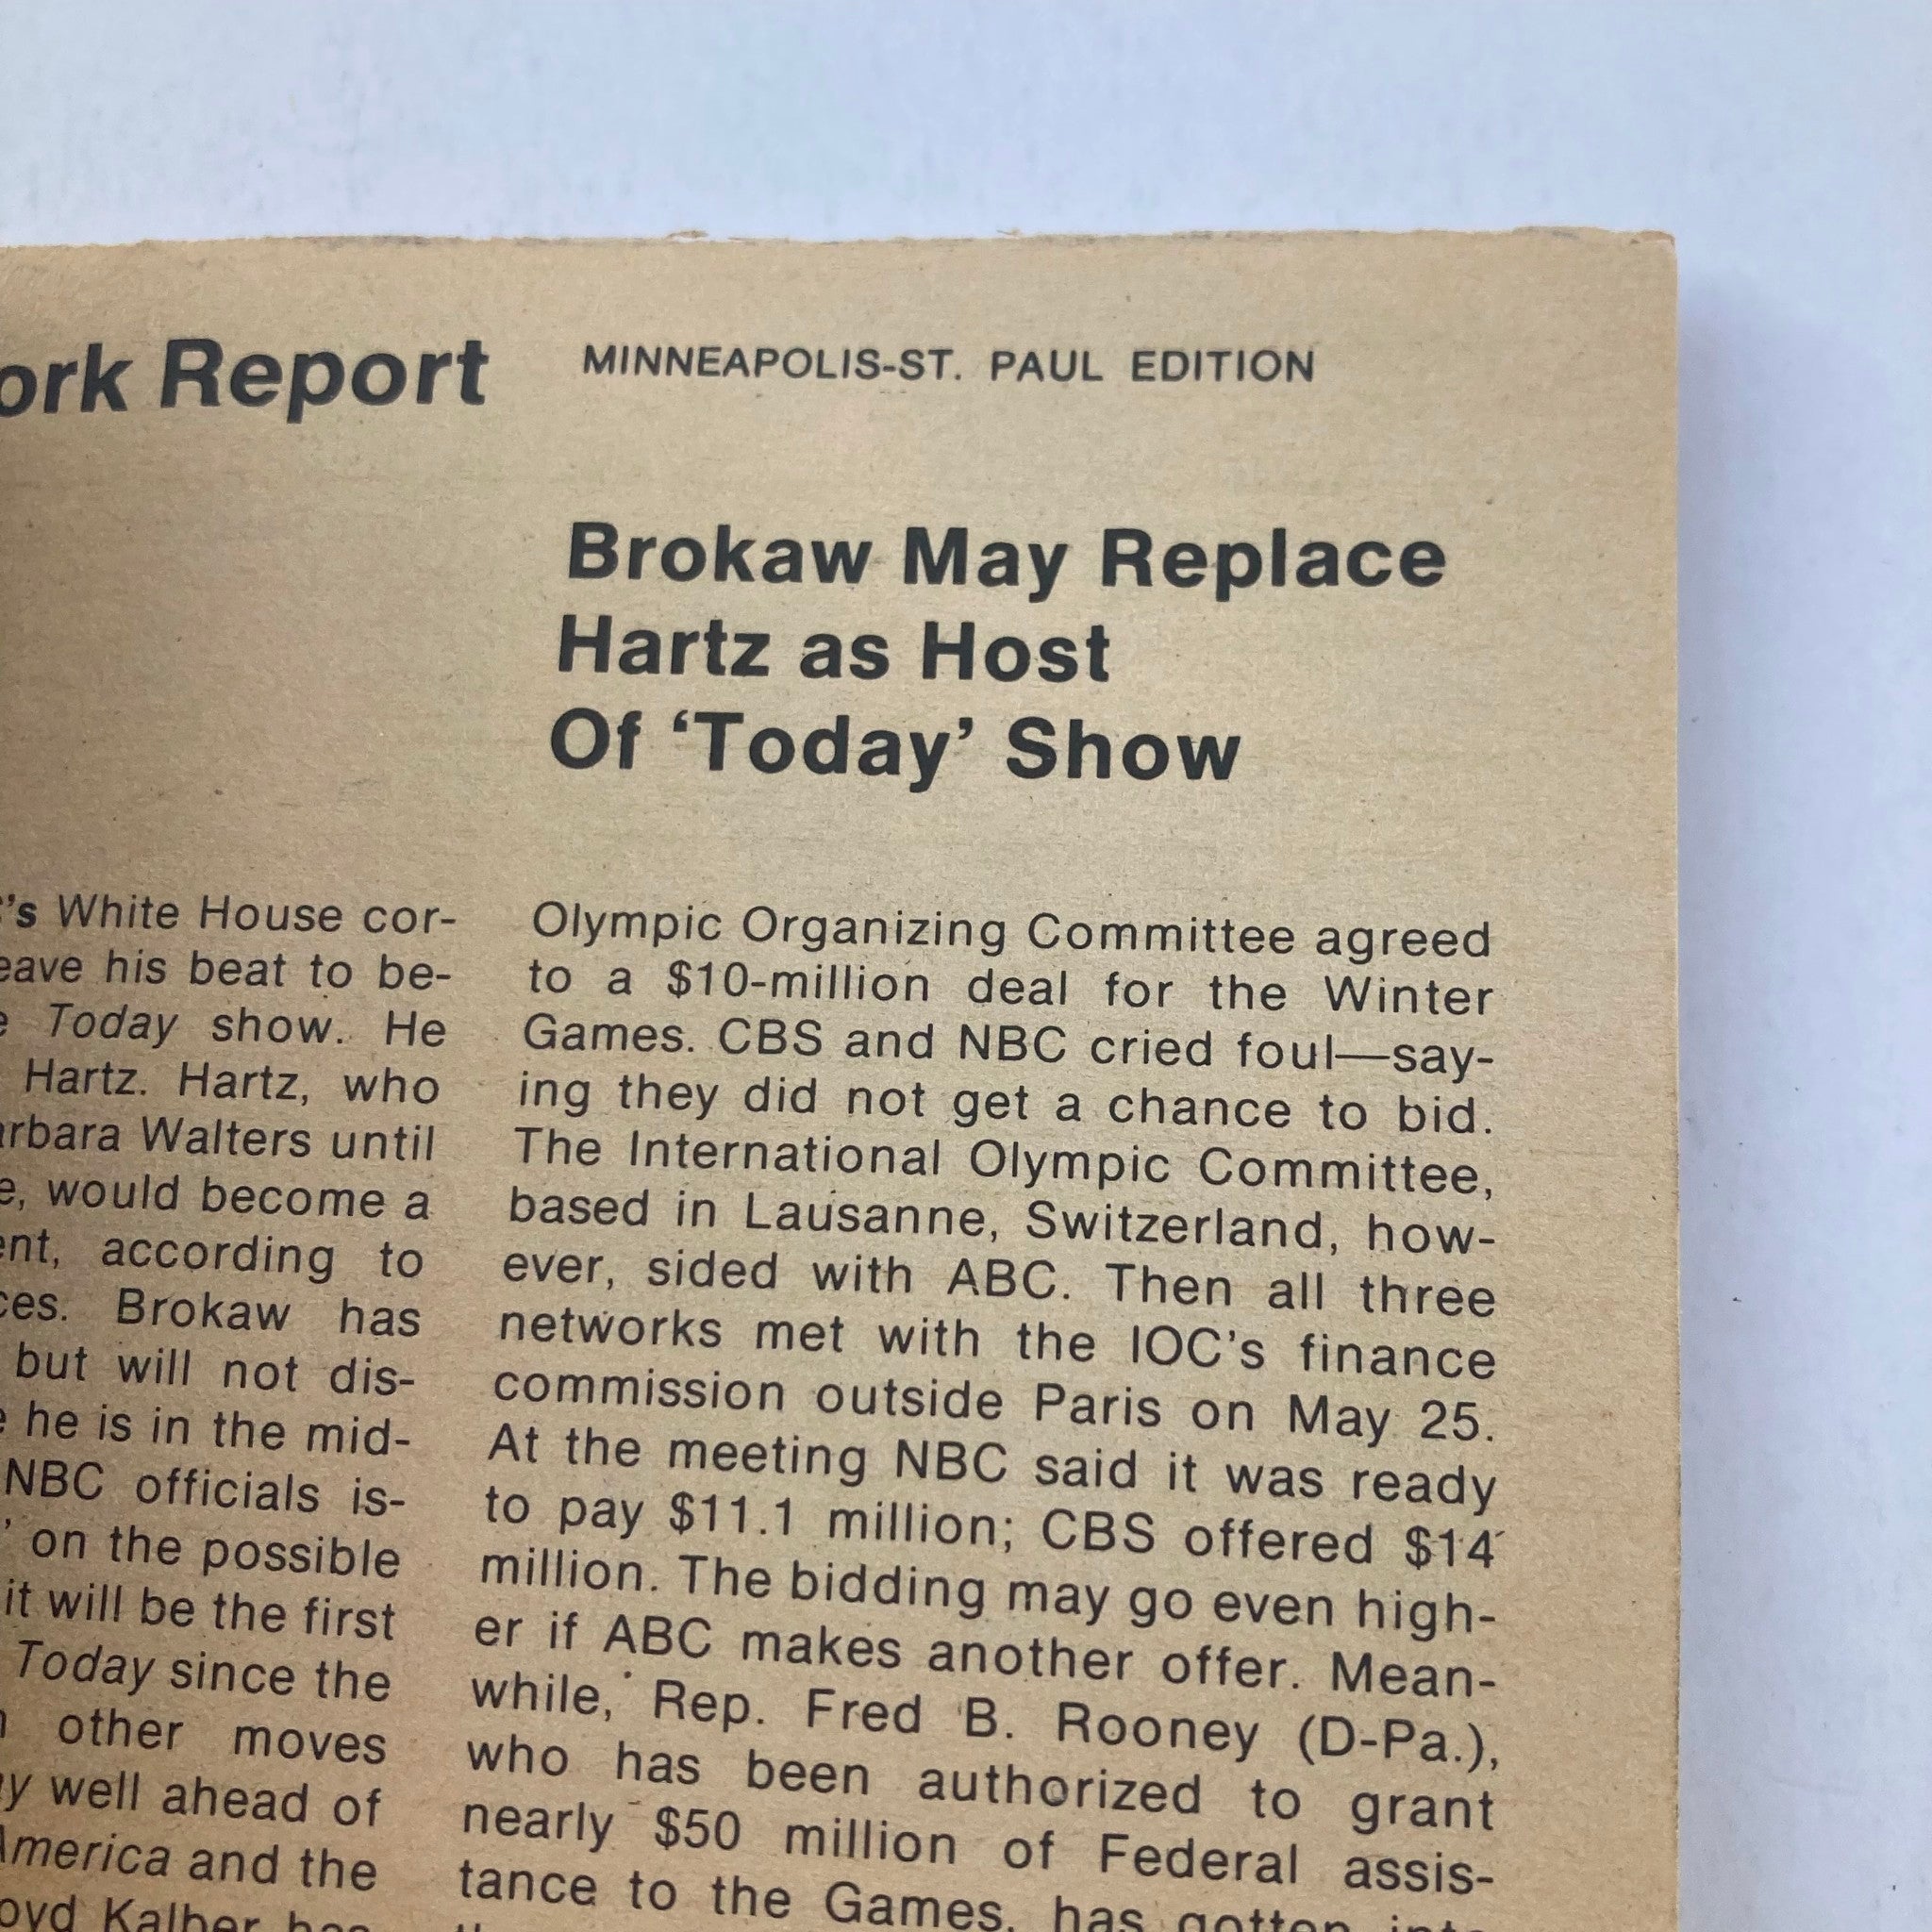 Report
MINNEAPOLIS-ST. PAUL EDITION
Brokaw May Replace
Hartz as Host
Of ‘Today’ Show
’s White House cor-
his beat to be-
Today show. He
Hartz. Hartz, who
Walters until
would become a
according to
Brokaw has
but will not dis-
he is in the mid-
NBC officials is-
on the possible
it will be the first
Today since the
other moves
well ahead of
America and the
Kalber has
Olympic Organizing Committee agreed
to a $10-million deal for the Winter
Games. CBS and NBC cried foul—say-
ing they did not get a chance to bid.
The International Olympic Committee,
based in Lausanne, Switzerland, how-
ever, sided with ABC. Then all three
networks met with the IOC’s finance
commission outside Paris on May 25.
At the meeting NBC said it was ready
to pay $11.1 million; CBS offered $14
million. The bidding may go even high-
er if ABC makes another offer. Mean-
while, Rep. Fred B. Rooney (D-Pa.),
who has been authorized to grant
nearly $50 million of Federal assis-
tance to the Games, has gotten into